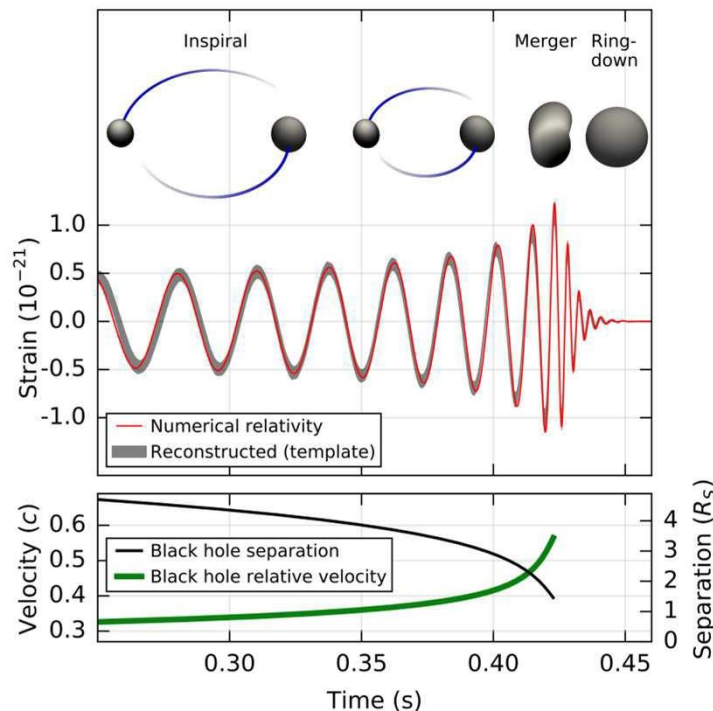 Inspiral
Merger
Ring-
down
Strain (10⁻²¹)
1.0
0.5
0.0
-0.5
-1.0
Numerical relativity
Reconstructed (template)
Velocity (c)
0.6
0.5
0.4
0.3
Black hole separation
Black hole relative velocity
4
3
2
1
0
Separation (R_S)
0.30
0.35
0.40
0.45
Time (s)